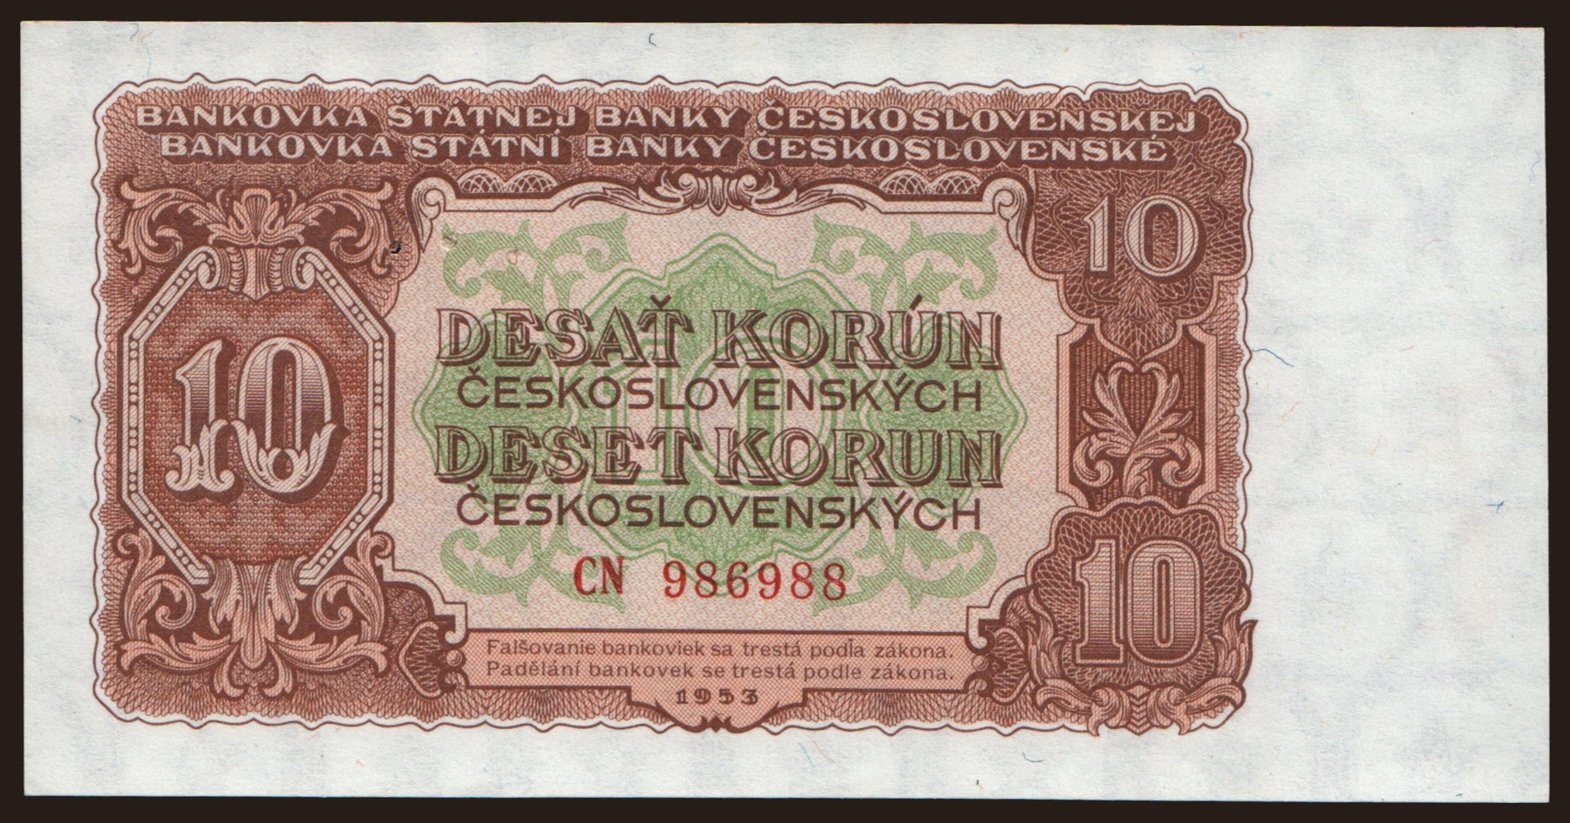 BANKOVKA ŠTÁTNEJ BANKY ČESKOSLOVENSKEJ
BANKOVKA STÁTNÍ BANKY ČESKOSLOVENSKÉ
10
10
DESAŤ KORÚN
ČESKOSLOVENSKÝCH
10
DESET KORUN
ČESKOSLOVENSKÝCH
CN 986988
10
Falšovanie bankoviek sa trestá podľa zákona.
Padělání bankovek se trestá podle zákona.
1953